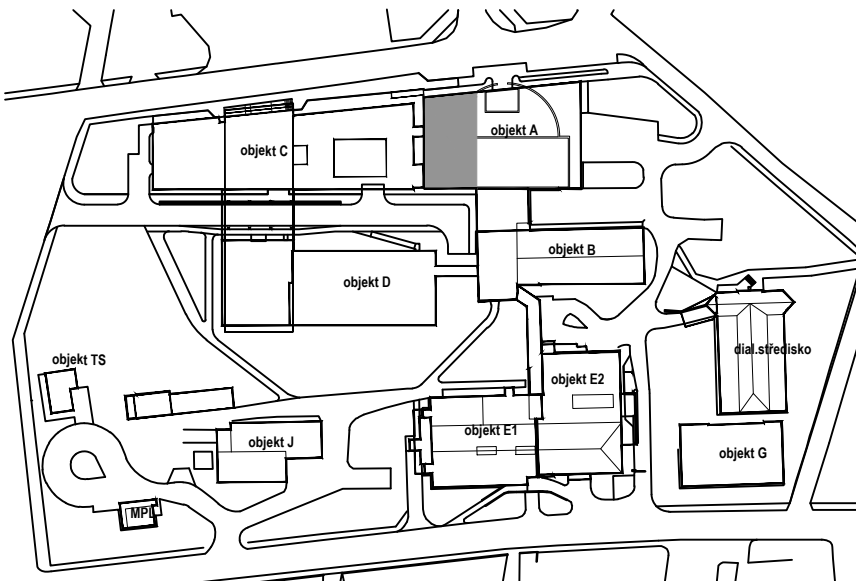 objekt A
objekt C
objekt B
objekt D
dial.středisko
objekt TS
objekt E2
objekt E1
objekt J
objekt G
MPL